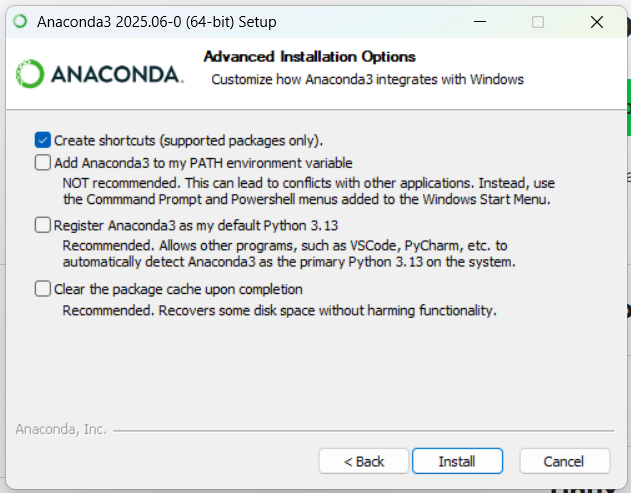 Anaconda3 2025.06-0 (64-bit) Setup
Advanced Installation Options
Customize how Anaconda3 integrates with Windows
ANACONDA.
Create shortcuts (supported packages only).
Add Anaconda3 to my PATH environment variable
NOT recommended. This can lead to conflicts with other applications. Instead, use
the Commmand Prompt and Powershell menus added to the Windows Start Menu.
Register Anaconda3 as my default Python 3.13
Recommended. Allows other programs, such as VSCode, PyCharm, etc. to
automatically detect Anaconda3 as the primary Python 3.13 on the system.
Clear the package cache upon completion
Recommended. Recovers some disk space without harming functionality.
Anaconda, Inc.
< Back
Install
Cancel